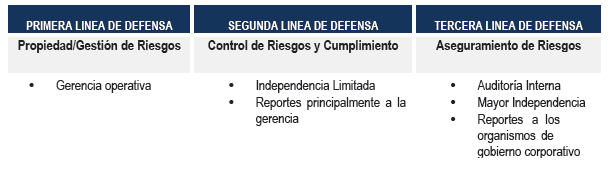 PRIMERA LINEA DE DEFENSA
SEGUNDA LINEA DE DEFENSA
TERCERA LINEA DE DEFENSA
Propiedad/Gestión de Riesgos
Control de Riesgos y Cumplimiento
Aseguramiento de Riesgos
• Gerencia operativa
• Independencia Limitada
• Reportes principalmente a la
gerencia
• Auditoría Interna
• Mayor Independencia
• Reportes a los
organismos de
gobierno corporativo